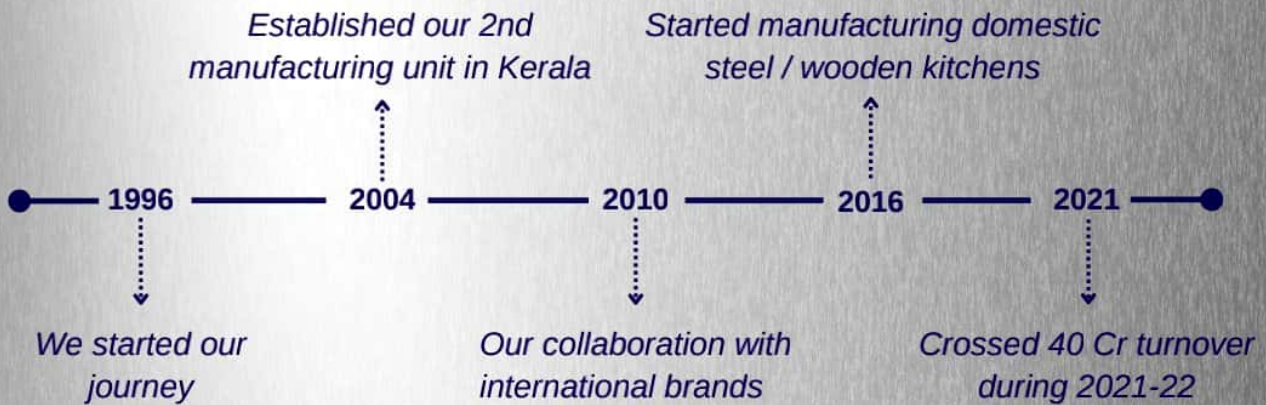 Established our 2nd
manufacturing unit in Kerala
Started manufacturing domestic
steel / wooden kitchens
1996
2004
2010
2016
2021
We started our
journey
Our collaboration with
international brands
Crossed 40 Cr turnover
during 2021-22